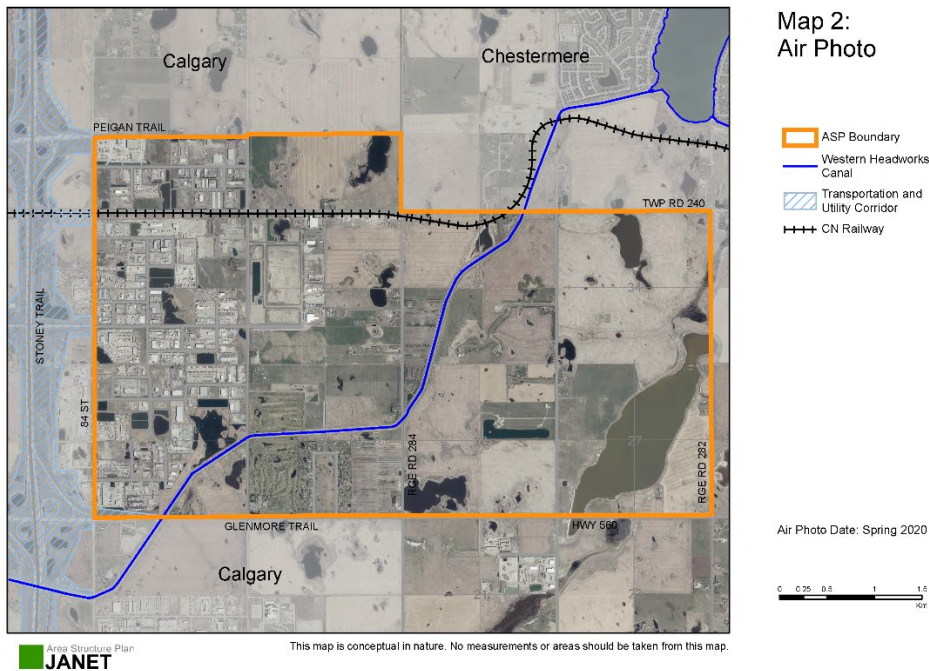 Map 2:
Air Photo
Calgary
Chestermere
PEIGAN TRAIL
TWP RD 240
STONEY TRAIL
84 ST
RGE RD 284
27
RGE RD 282
GLENMORE TRAIL
HWY 560
Calgary
ASP Boundary
Western Headworks
Canal
Transportation and
Utility Corridor
CN Railway
Air Photo Date: Spring 2020
0 0.25 0.5 1 1.5
Km
Area Structure Plan
JANET
This map is conceptual in nature. No measurements or areas should be taken from this map.